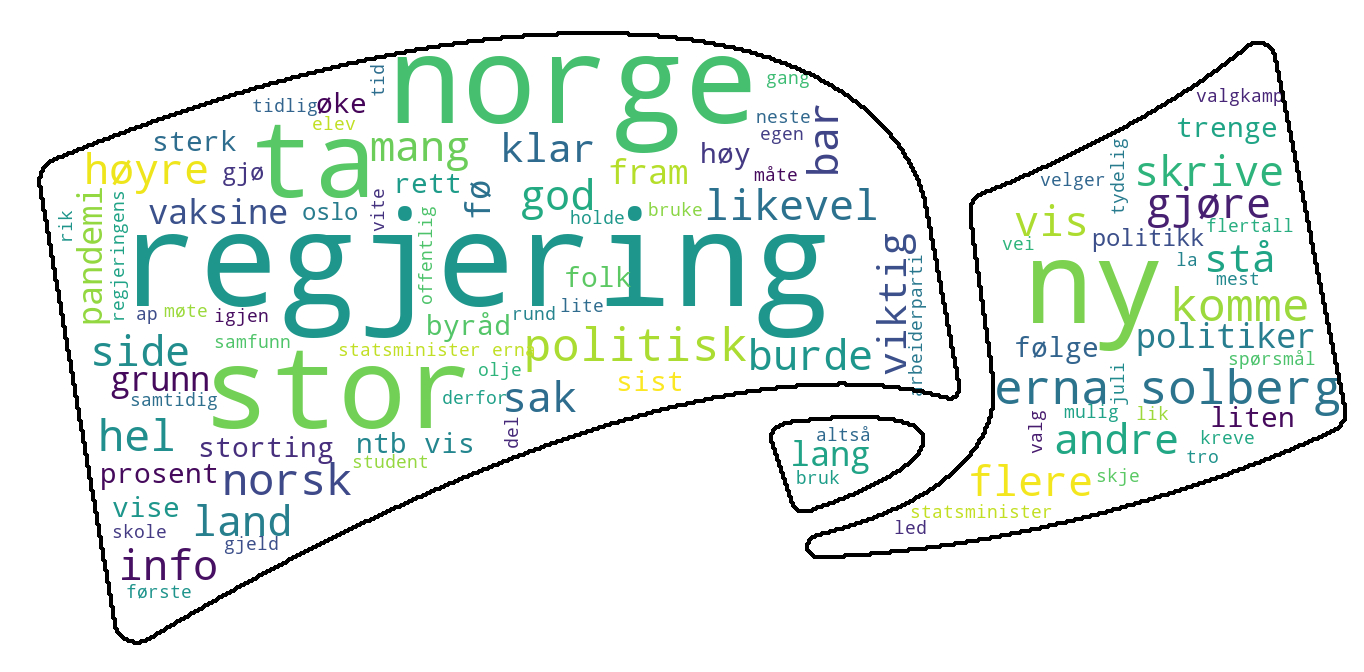 norge
gang
tid
tidlig
øke
elev
neste
egen
bar
sterk
ta
mang
klar
høy
høyre
gjø
rett
fø
fram
måte
god
holde
bruke
likevel
vaksine
oslo
vite
offentlig
rik
pandemi
regjeringens
regjering
folk
viktig
arbeiderparti
ap
møte
igjen
lite
rund
byråd
samfunn
side
statsminister erna
politisk
burde
grunn
stor
olje
sist
samtidig
derfor
sak
hel
storting
ntb vis
del
student
prosent
norsk
vise
land
skole
gjeld
info
første
altså
lang
bruk
valgkamp
trenge
tydelig
velger
skrive
gjøre
vis
flertall
vei
politikk
la
stå
mest
ny
komme
politiker
følge
spørsmål
erna solberg
juli
mulig
lik
liten
valg
andre
kreve
tro
flere
skje
statsminister
led